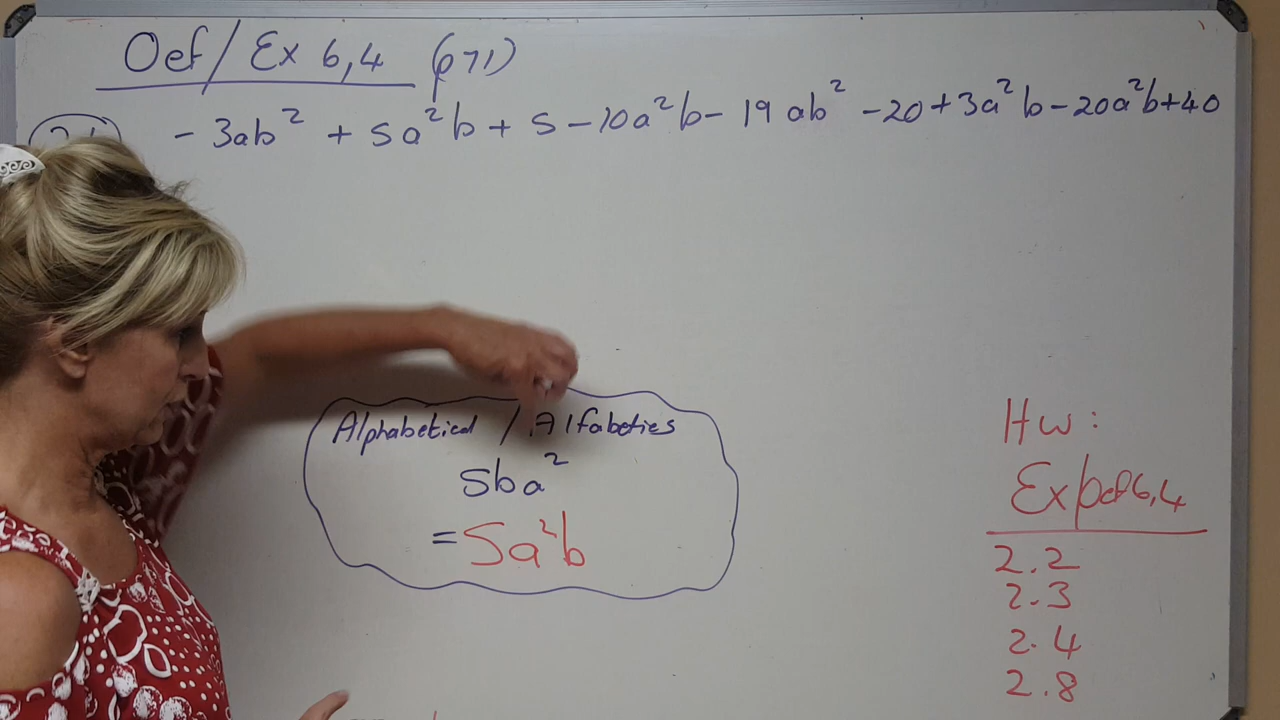 Oef/ Ex 6,4 (p71)
- 3ab² + 5a²b + 5 - 10a²b - 19ab² - 20 + 3a²b - 20a²b + 40
Alphabetical / Alfabeties
5ba²
= 5a²b
Hw:
Ex/Oef 6,4
2.2
2.3
2.4
2.8